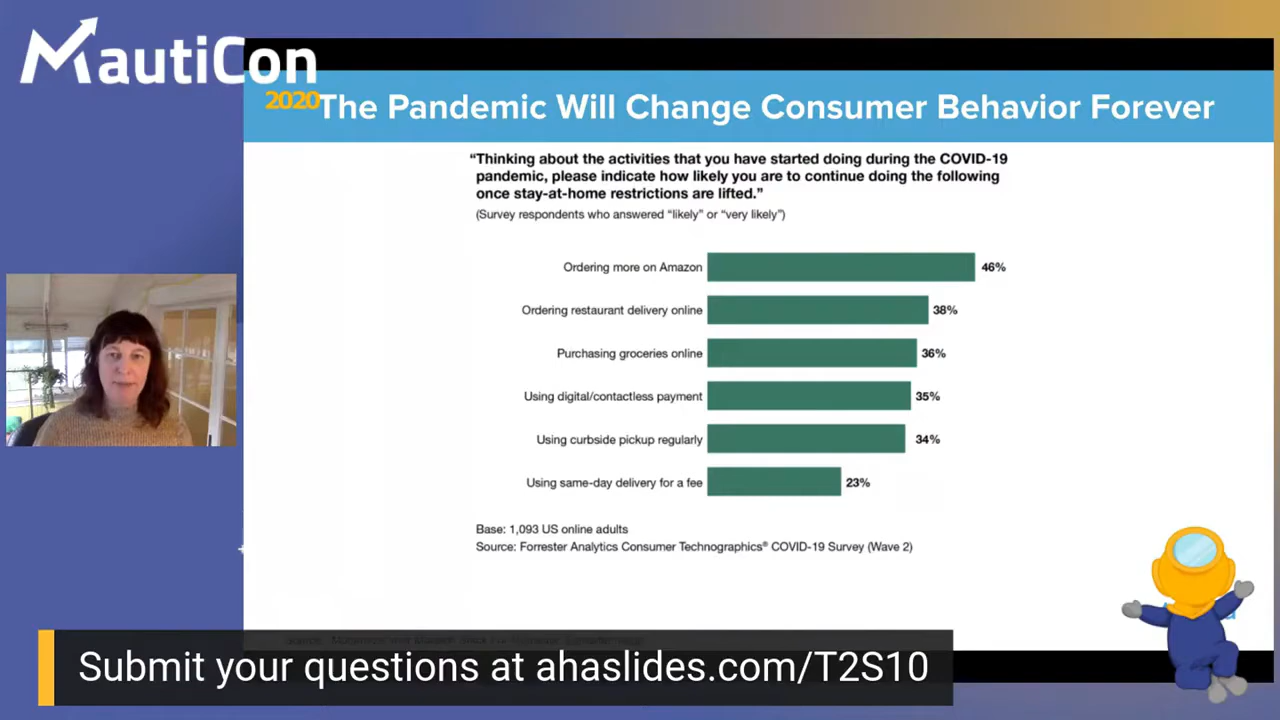 MautiCon
2020
The Pandemic Will Change Consumer Behavior Forever
“Thinking about the activities that you have started doing during the COVID-19
pandemic, please indicate how likely you are to continue doing the following
once stay-at-home restrictions are lifted.”
(Survey respondents who answered “likely” or “very likely”)
Ordering more on Amazon 46%
Ordering restaurant delivery online 38%
Purchasing groceries online 36%
Using digital/contactless payment 35%
Using curbside pickup regularly 34%
Using same-day delivery for a fee 23%
Base: 1,093 US online adults
Source: Forrester Analytics Consumer Technographics® COVID-19 Survey (Wave 2)
Submit your questions at ahaslides.com/T2S10